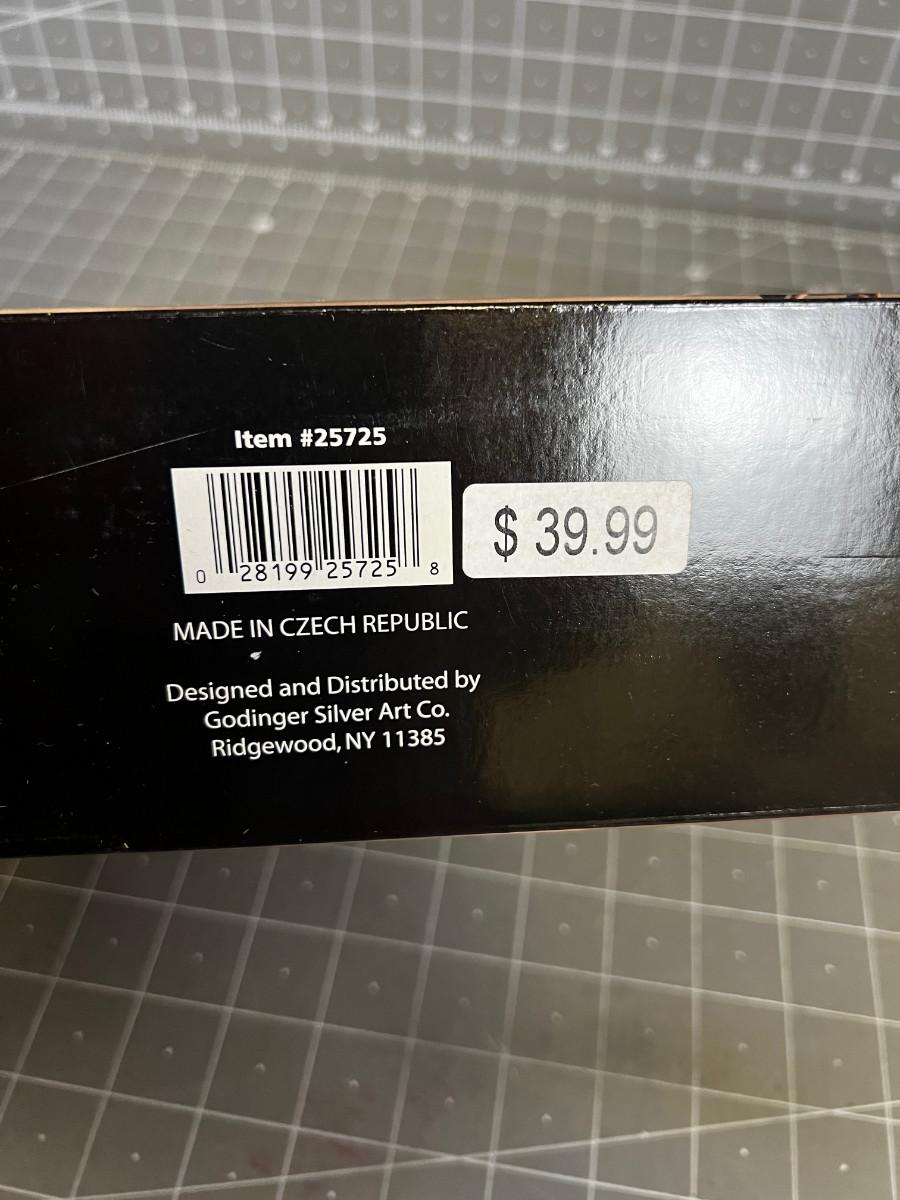 Item #25725
0 28199 25725 8
$ 39.99
MADE IN CZECH REPUBLIC
Designed and Distributed by
Godinger Silver Art Co.
Ridgewood, NY 11385